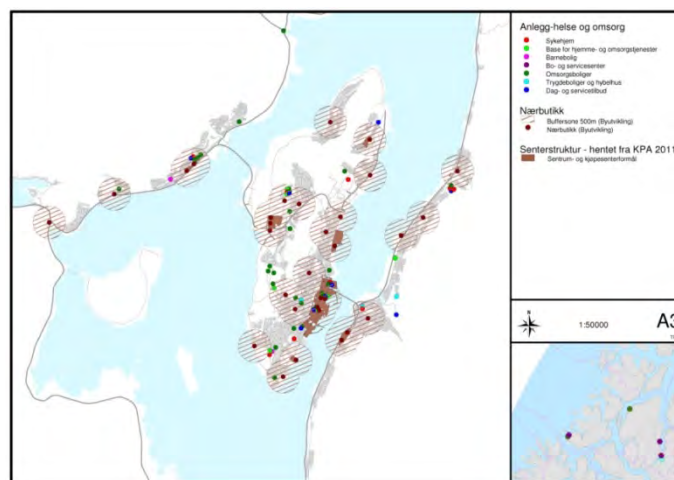 Anlegg-helse og omsorg
Sykehjem
Base for hjemme- og omsorgstjenester
Barnebolig
Bo- og servicesenter
Omsorgsboliger
Trygdeboliger og hybelhus
Dag- og servicetilbud
Nærbutikk
Buffersone 500m (Byutvikling)
Nærbutikk (Byutvikling)
Senterstruktur - hentet fra KPA 2011
Sentrum- og kjøpesenterformål
N
1:50000
A3